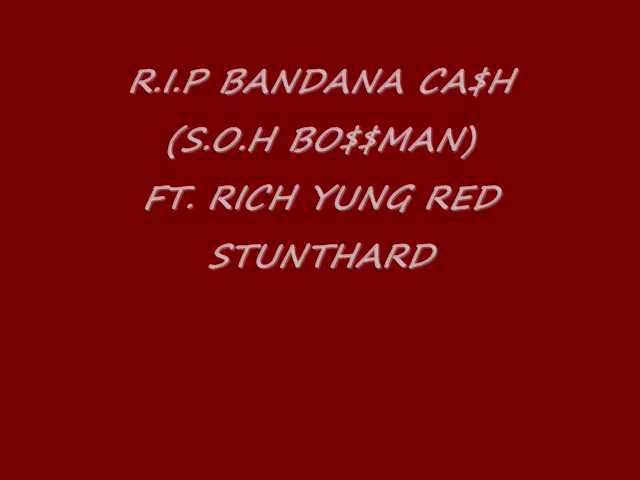 R.I.P BANDANA CA$H
(S.O.H BO$$MAN)
FT. RICH YUNG RED
STUNTHARD